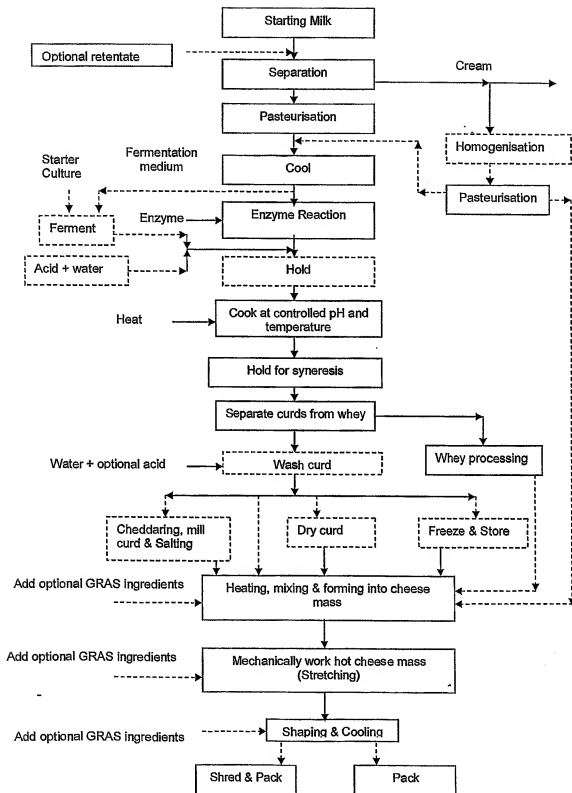 Starting Milk
Optional retentate
Separation
Cream
Pasteurisation
Homogenisation
Starter
Culture
Fermentation
medium
Cool
Pasteurisation
Enzyme
Enzyme Reaction
Ferment
Acid + water
Hold
Heat
Cook at controlled pH and
temperature
Hold for syneresis
Separate curds from whey
Water + optional acid
Wash curd
Whey processing
Cheddaring, mill
curd & Salting
Dry curd
Freeze & Store
Add optional GRAS ingredients
Heating, mixing & forming into cheese
mass
Add optional GRAS ingredients
Mechanically work hot cheese mass
(Stretching)
Add optional GRAS ingredients
Shaping & Cooling
Shred & Pack
Pack